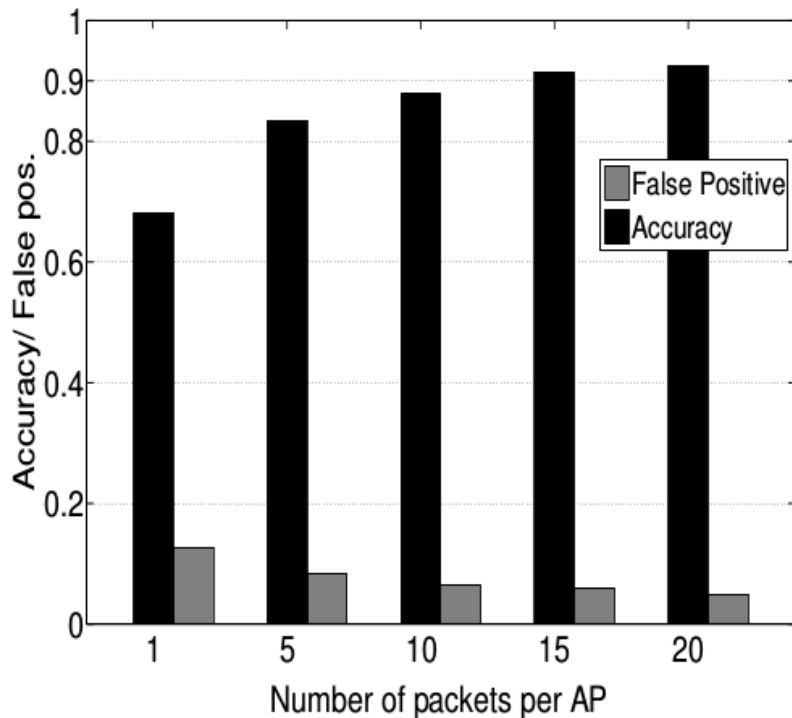 1
0.9
0.8
0.6
0.4
0.2
0
Accuracy/ False pos.
False Positive
Accuracy
1 5 10 15 20
Number of packets per AP